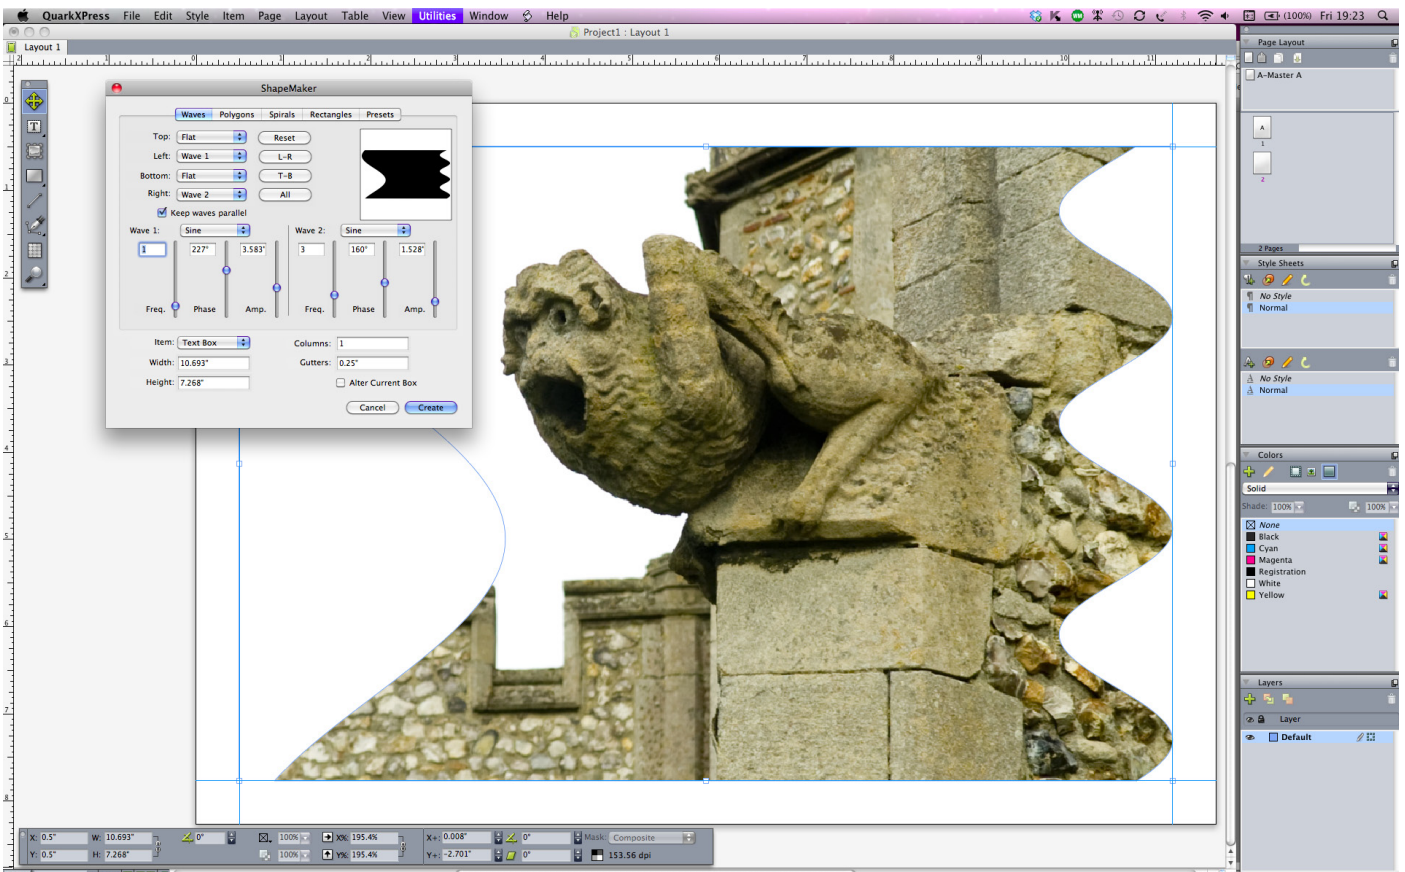 QuarkXPress File Edit Style Item Page Layout Table View Utilities Window Help (100%) Fri 19:23
Project1 : Layout 1
Layout 1
ShapeMaker
Waves Polygons Spirals Rectangles Presets
Top: Flat Reset
Left: Wave 1 L-R
Bottom: Flat T-B
Right: Wave 2 All
Keep waves parallel
Wave 1: Sine Wave 2: Sine
1 227° 3.583" 3 160° 1.528"
Freq. Phase Amp. Freq. Phase Amp.
Item: Text Box Columns: 1
Width: 10.693" Gutters: 0.25"
Height: 7.268" Alter Current Box
Cancel Create
Page Layout
A-Master A
A
1
2
2 Pages
Style Sheets
No Style
Normal
No Style
Normal
Colors
Solid
Shade: 100% 100%
None
Black
Cyan
Magenta
Registration
White
Yellow
Layers
Layer
Default
X: 0.5" W: 10.693" 0° 100% X%: 195.4% X+: 0.008" 0° Mask: Composite
Y: 0.5" H: 7.268" 100% Y%: 195.4% Y+: -2.701" 0° 153.56 dpi